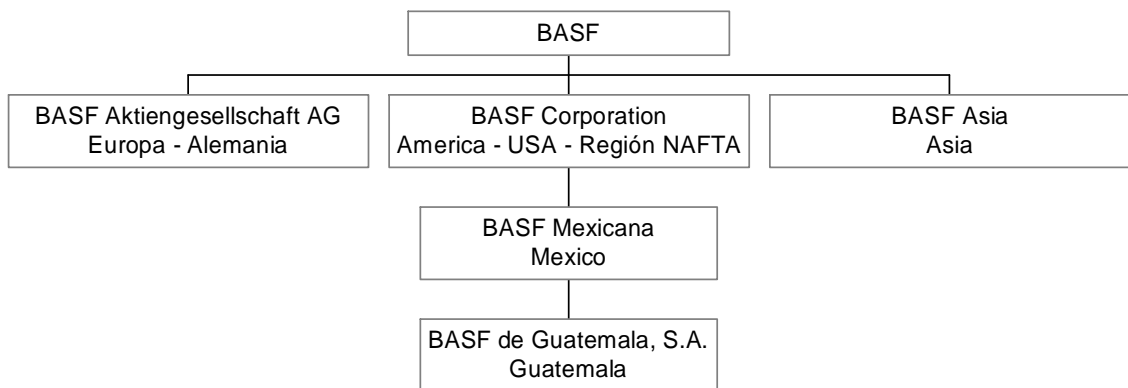 BASF
BASF Aktiengesellschaft AG
Europa - Alemania
BASF Corporation
America - USA - Región NAFTA
BASF Asia
Asia
BASF Mexicana
Mexico
BASF de Guatemala, S.A.
Guatemala